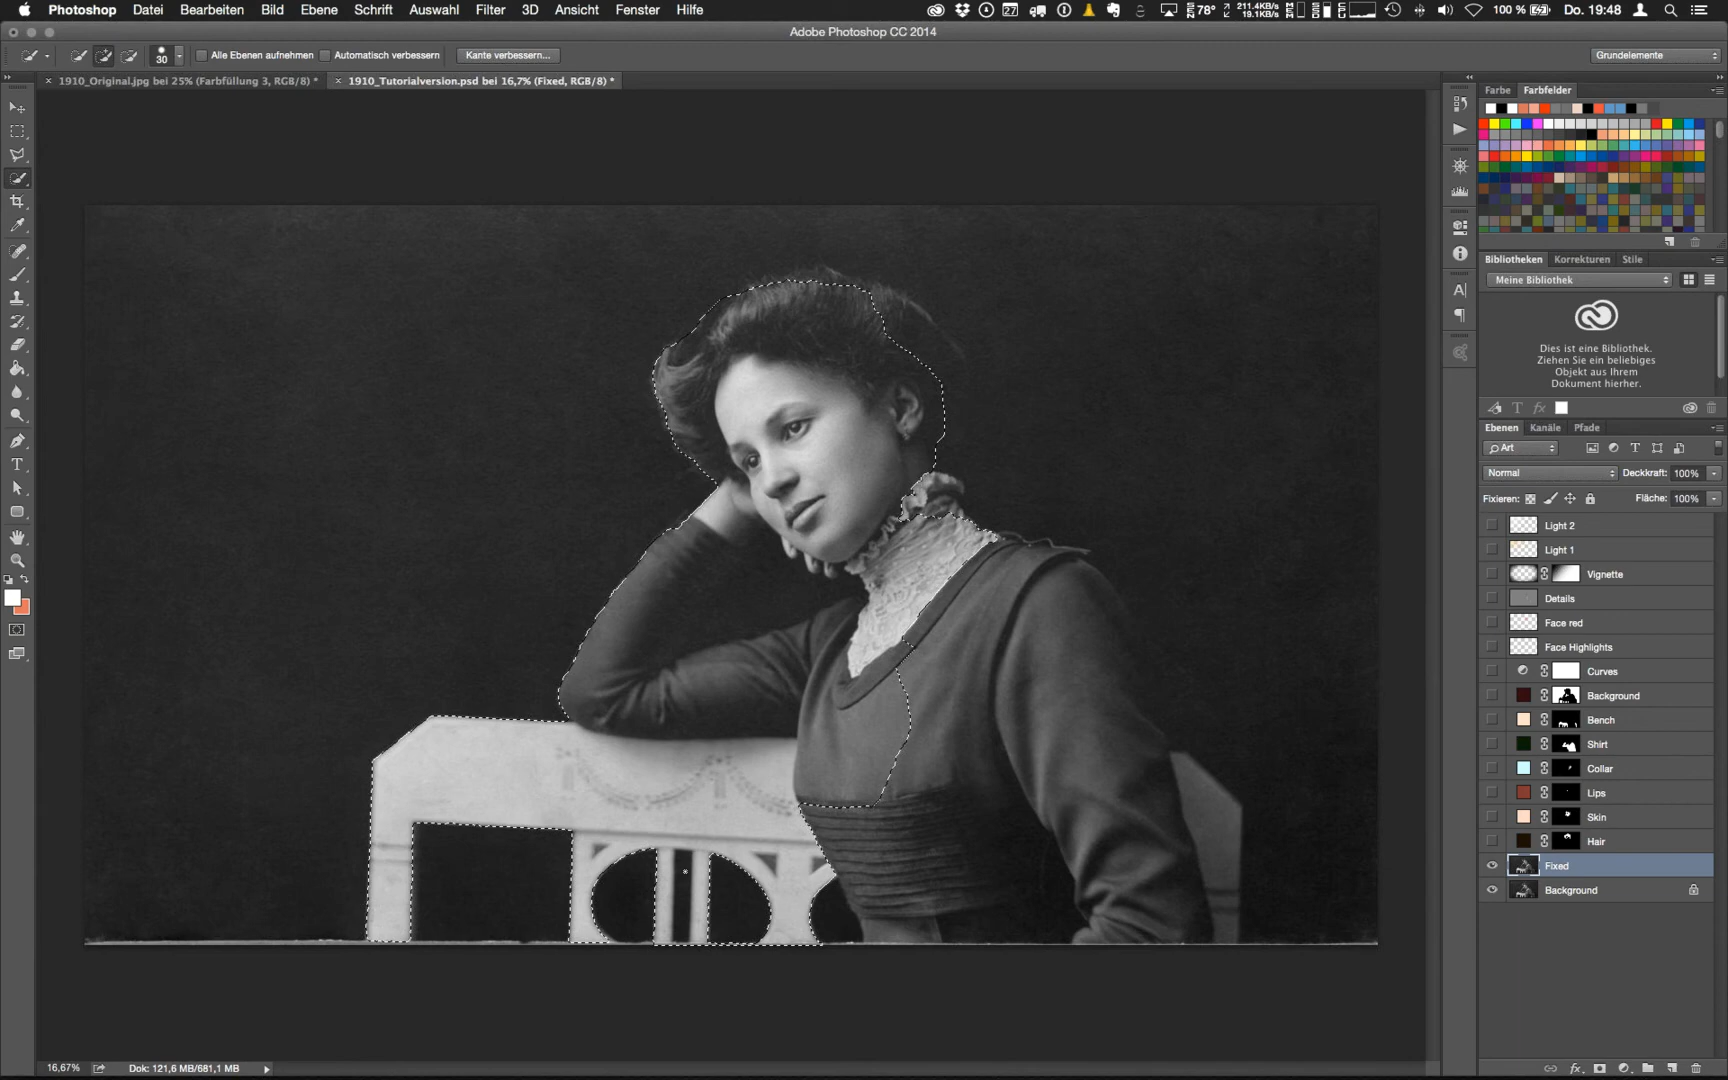 Photoshop Datei Bearbeiten Bild Ebene Schrift Auswahl Filter 3D Ansicht Fenster Hilfe 27 78° 211.4KB/s 19.1KB/s 100 % Do. 19:48
Adobe Photoshop CC 2014
30 Alle Ebenen aufnehmen Automatisch verbessern Kante verbessern... Grundelemente
1910_Original.jpg bei 25% (Farbfüllung 3, RGB/8) * 1910_Tutorialversion.psd bei 16,7% (Fixed, RGB/8) *
Farbe Farbfelder
Bibliotheken Korrekturen Stile
Meine Bibliothek
Dies ist eine Bibliothek.
Ziehen Sie ein beliebiges
Objekt aus Ihrem
Dokument hierher.
Ebenen Kanäle Pfade
Art
Normal Deckkraft: 100%
Fixieren: Fläche: 100%
Light 2
Light 1
Vignette
Details
Face red
Face Highlights
Curves
Background
Bench
Shirt
Collar
Lips
Skin
Hair
Fixed
Background
16,67% Dok: 121,6 MB/681,1 MB